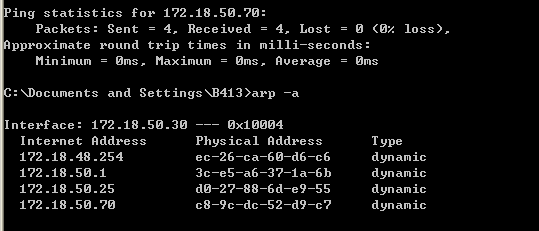 Ping statistics for 172.18.50.70:
    Packets: Sent = 4, Received = 4, Lost = 0 (0% loss),
Approximate round trip times in milli-seconds:
    Minimum = 0ms, Maximum = 0ms, Average = 0ms
C:\Documents and Settings\B413>arp -a
Interface: 172.18.50.30 --- 0x10004
  Internet Address      Physical Address      Type
  172.18.48.254         ec-26-ca-60-d6-c6     dynamic
  172.18.50.1           3c-e5-a6-37-1a-6b     dynamic
  172.18.50.25          d0-27-88-6d-e9-55     dynamic
  172.18.50.70          c8-9c-dc-52-d9-c7     dynamic